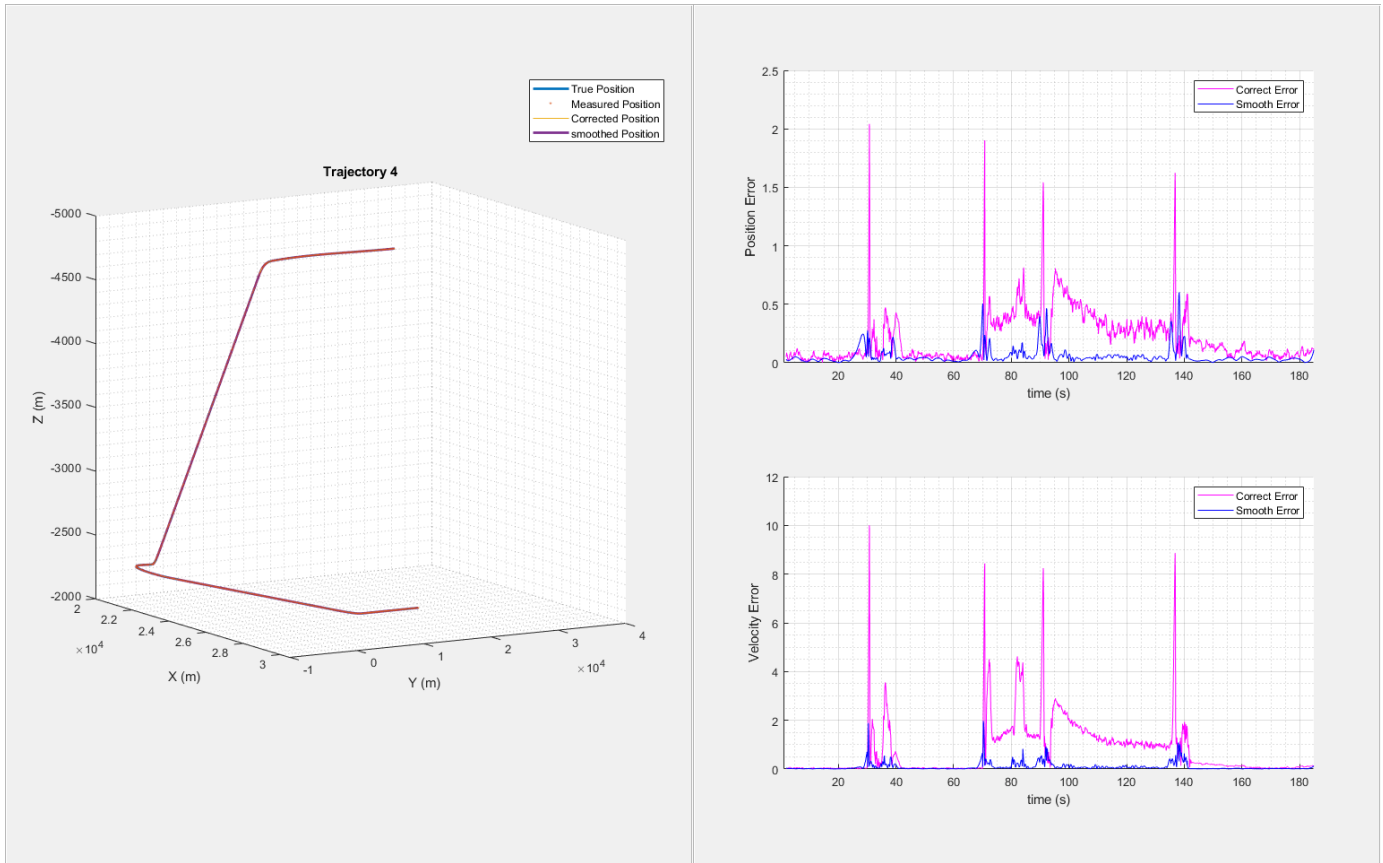 True Position
Measured Position
Corrected Position
smoothed Position
Trajectory 4
-5000
-4500
-4000
-3500
-3000
-2500
-2000
Z (m)
2
2.2
2.4
2.6
2.8
3
×10⁴
X (m)
-1
0
1
2
3
4
×10⁴
Y (m)
Correct Error
Smooth Error
2.5
2
1.5
1
0.5
0
Position Error
20 40 60 80 100 120 140 160 180
time (s)
Correct Error
Smooth Error
12
10
8
6
4
2
0
Velocity Error
20 40 60 80 100 120 140 160 180
time (s)